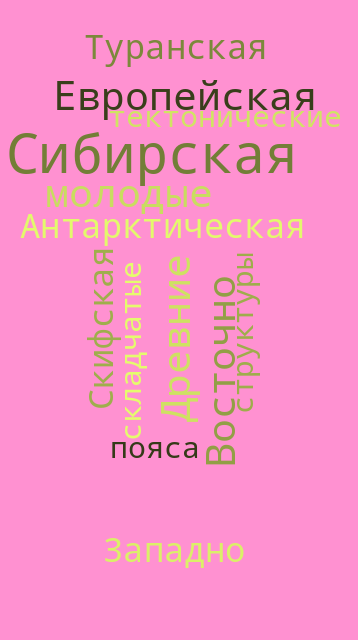 Туранская
Европейская
тектонические
Сибирская
молодые
Антарктическая
Скифская
складчатые
Древние
Восточно
структуры
пояса
Западно